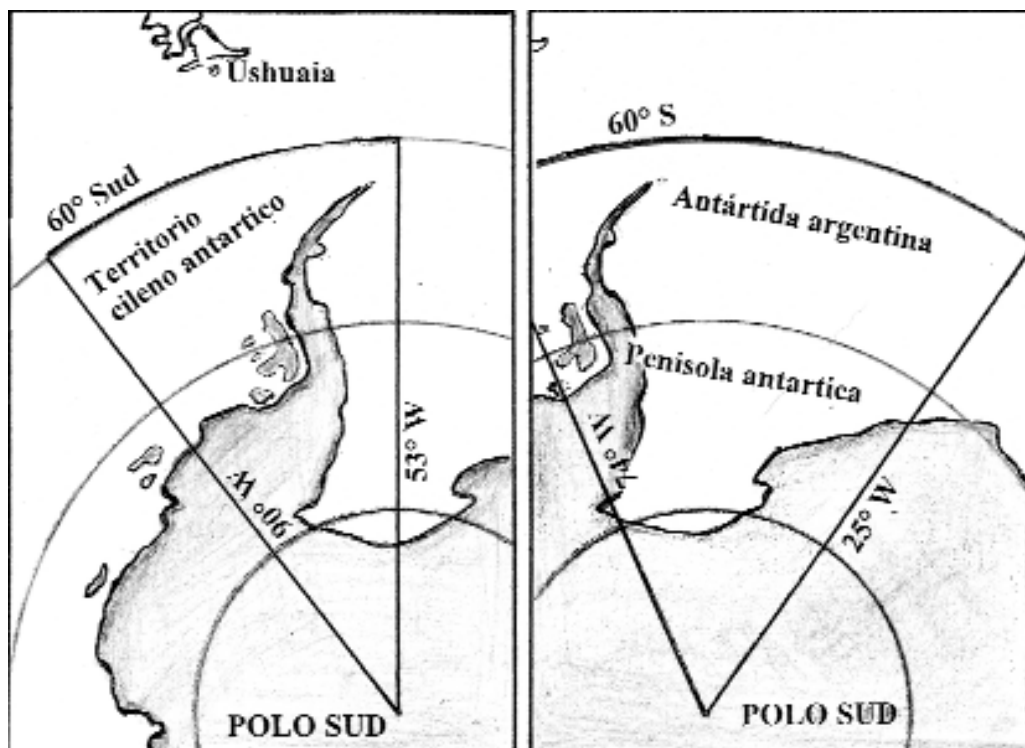 Ushuaia
60° Sud
Territorio
cileno antartico
53° W
90° W
POLO SUD
60° S
Antártida argentina
Penisola antartica
74° W
25° W
POLO SUD